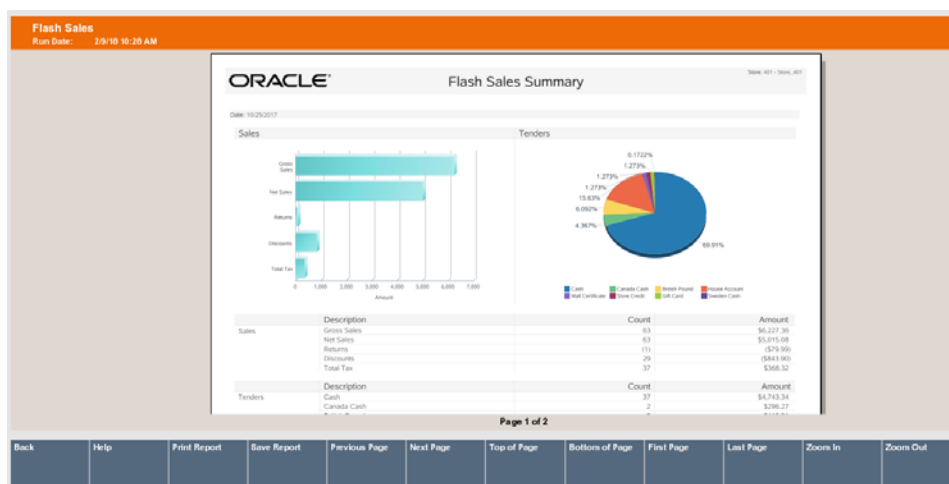 Flash Sales
Run Date: 2/9/18 10:28 AM
ORACLE
Flash Sales Summary
Store: 401 - Store_401
Date: 10/25/2017
Sales
Tenders
Gross Sales
Net Sales
Returns
Discounts
Total Tax
0 1,000 2,000 3,000 4,000 5,000 6,000 7,000
Amount
0.1722%
1.273%
1.273%
1.273%
15.63%
6.092%
4.367%
69.91%
Cash Canada Cash British Pound House Account
Mall Certificate Store Credit Gift Card Sweden Cash
Description Count Amount
Sales Gross Sales 63 $6,227.36
Net Sales 63 $5,015.08
Returns (1) ($79.99)
Discounts 29 ($843.90)
Total Tax 37 $368.32
Description Count Amount
Tenders Cash 37 $4,743.34
Canada Cash 2 $296.27
Page 1 of 2
Back Help Print Report Save Report Previous Page Next Page Top of Page Bottom of Page First Page Last Page Zoom In Zoom Out